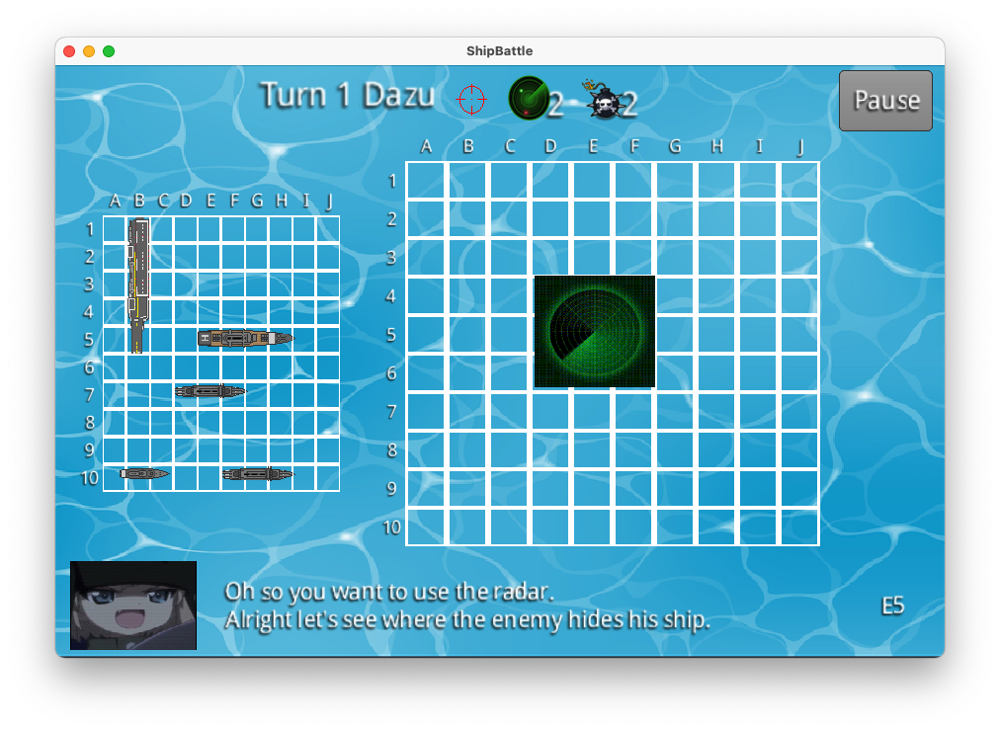 ShipBattle
Turn 1 Dazu 2 2 Pause
A B C D E F G H I J
1
2
3
4
5
6
7
8
9
10
A B C D E F G H I J
1
2
3
4
5
6
7
8
9
10
Oh so you want to use the radar.
Alright let's see where the enemy hides his ship.
E5